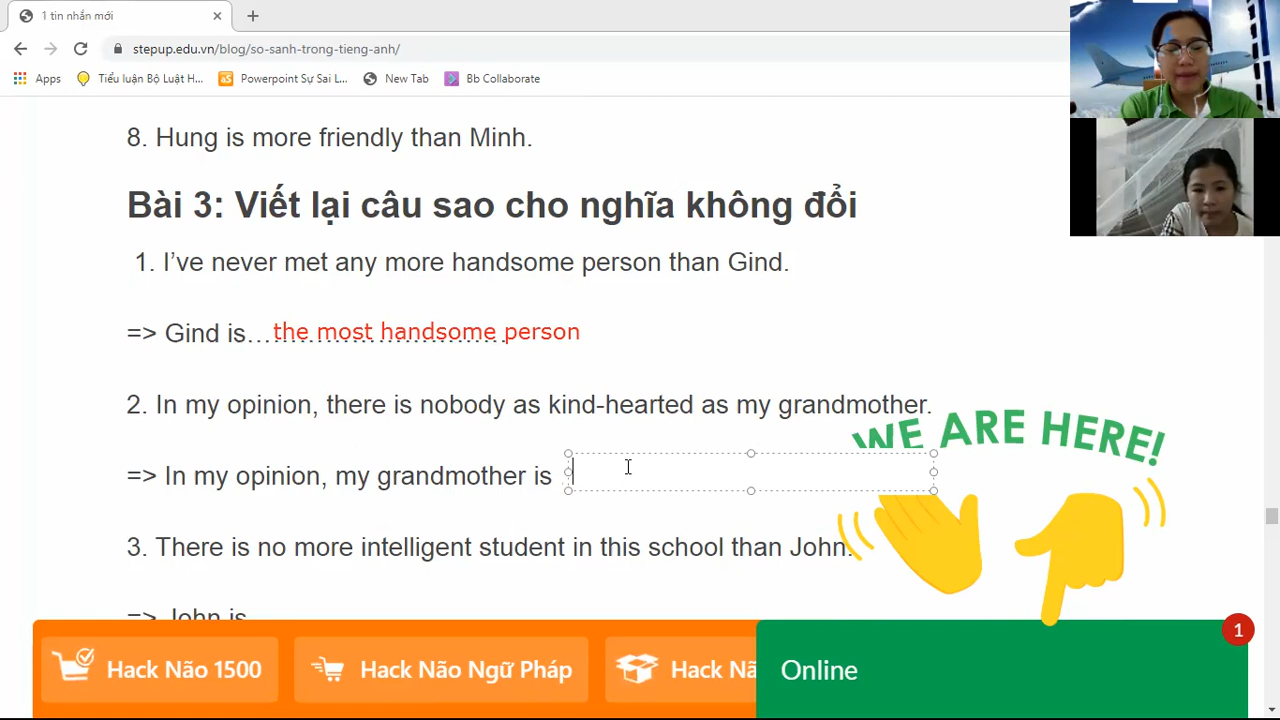 1 tin nhắn mới
stepup.edu.vn/blog/so-sanh-trong-tieng-anh/
Apps
Tiểu luận Bộ Luật H...
Powerpoint Sự Sai L...
New Tab
Bb Collaborate
8. Hung is more friendly than Minh.
Bài 3: Viết lại câu sao cho nghĩa không đổi
1. I’ve never met any more handsome person than Gind.
=> Gind is…the most handsome person
2. In my opinion, there is nobody as kind-hearted as my grandmother.
WE ARE HERE!
=> In my opinion, my grandmother is
3. There is no more intelligent student in this school than John.
=> John is
1
Hack Não 1500
Hack Não Ngữ Pháp
Hack
Online